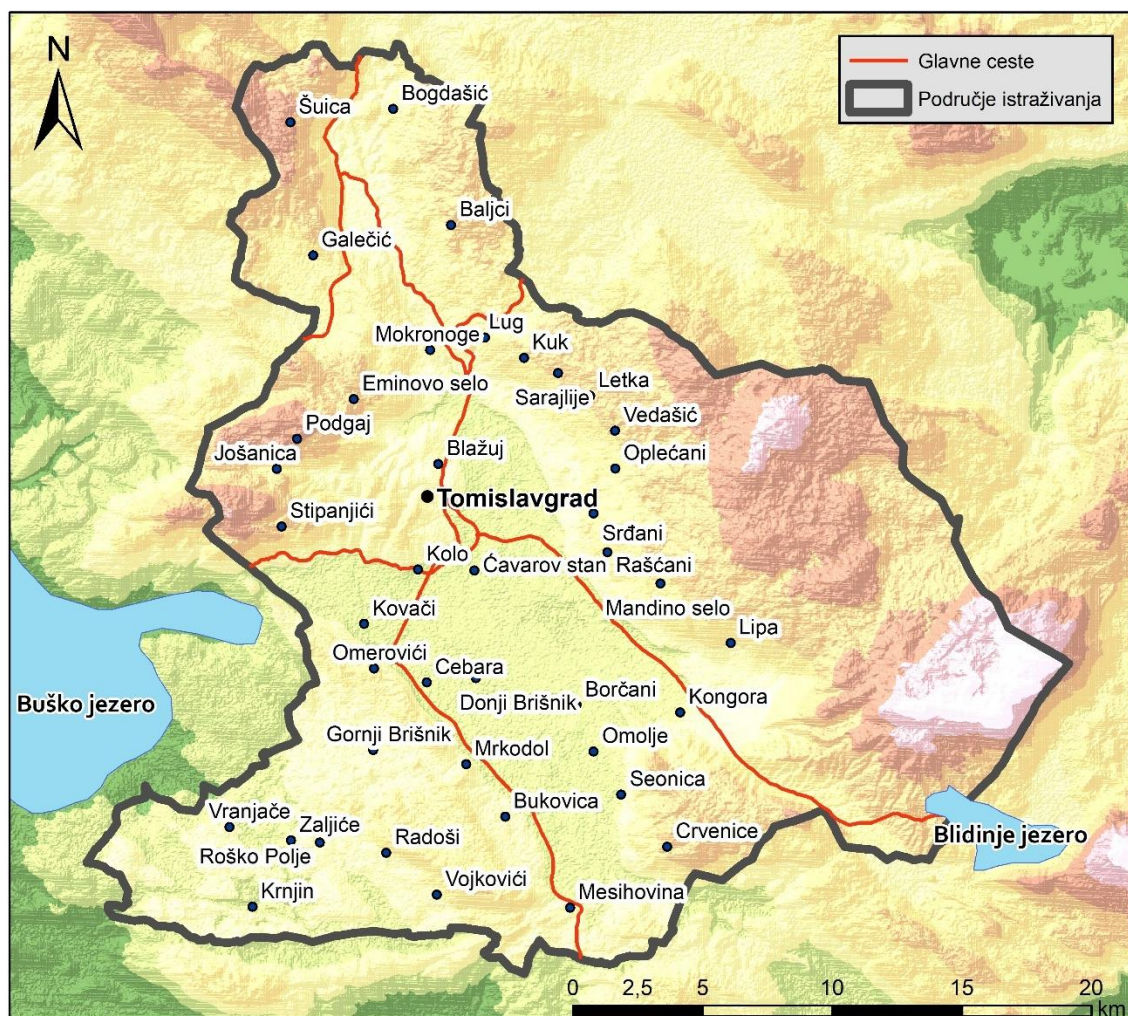 N
Glavne ceste
Područje istraživanja
Šuica
Bogdašić
Baljci
Galečić
Lug
Mokronoge
Kuk
Letka
Eminovo selo
Sarajlije
Vedašić
Podgaj
Blažuj
Oplećani
Jošanica
Tomislavgrad
Stipanjići
Srđani
Kolo
Ćavarov stan
Rašćani
Kovači
Mandino selo
Lipa
Omerovići
Cebara
Buško jezero
Donji Brišnik
Borčani
Kongora
Gornji Brišnik
Mrkodol
Omolje
Seonica
Bukovica
Vranjače
Zaljiće
Crvenice
Blidinje jezero
Roško Polje
Radoši
Krnjin
Vojkovići
Mesihovina
0 2,5 5 10 15 20
km